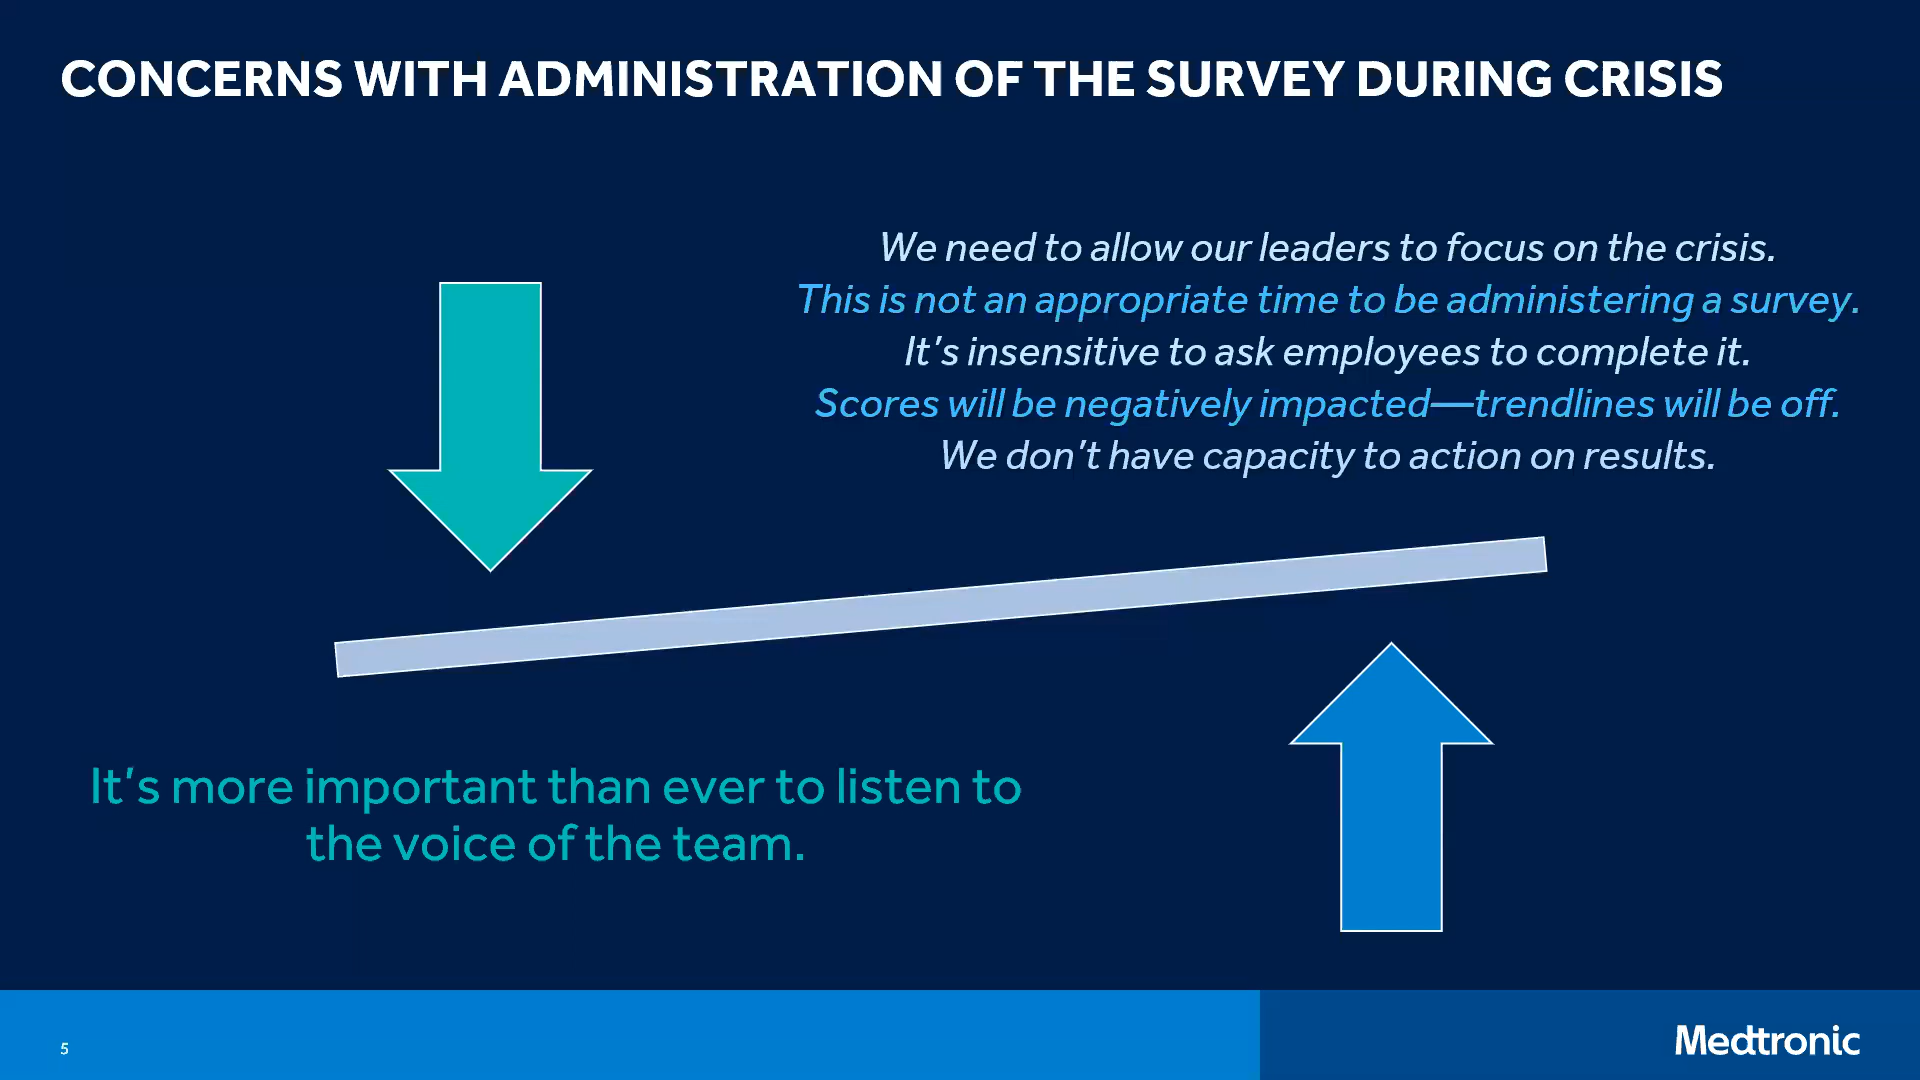 CONCERNS WITH ADMINISTRATION OF THE SURVEY DURING CRISIS
We need to allow our leaders to focus on the crisis.
This is not an appropriate time to be administering a survey.
It's insensitive to ask employees to complete it.
Scores will be negatively impacted—trendlines will be off.
We don't have capacity to action on results.
It's more important than ever to listen to
the voice of the team.
5
Medtronic